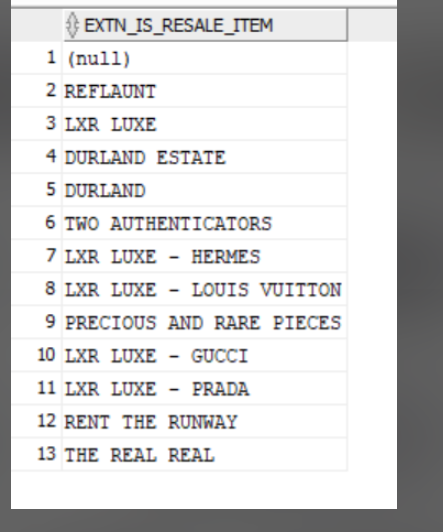 EXTN_IS_RESALE_ITEM
1 (null)
2 REFLAUNT
3 LXR LUXE
4 DURLAND ESTATE
5 DURLAND
6 TWO AUTHENTICATORS
7 LXR LUXE - HERMES
8 LXR LUXE - LOUIS VUITTON
9 PRECIOUS AND RARE PIECES
10 LXR LUXE - GUCCI
11 LXR LUXE - PRADA
12 RENT THE RUNWAY
13 THE REAL REAL